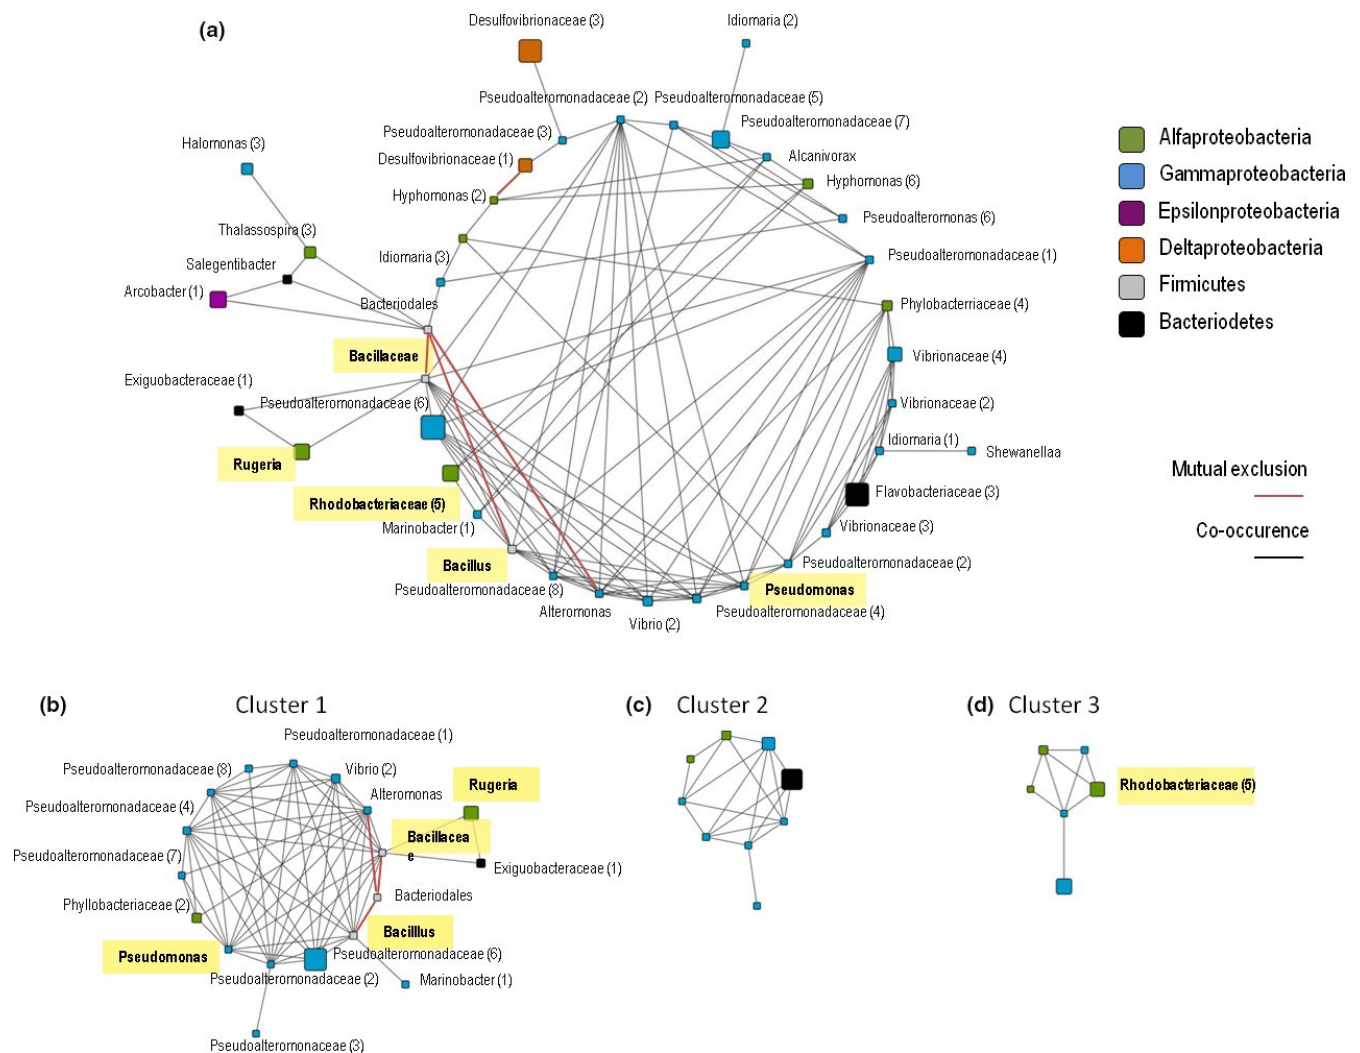 (a)
Desulfovibrionaceae (3)
Idiomaria (2)
Pseudoalteromonadaceae (2)
Pseudoalteromonadaceae (5)
Pseudoalteromonadaceae (7)
Pseudoalteromonadaceae (3)
Halomonas (3)
Desulfovibrionaceae (1)
Alcanivorax
Hyphomonas (2)
Hyphomonas (6)
Pseudoalteromonas (6)
Thalassospira (3)
Idiomaria (3)
Pseudoalteromonadaceae (1)
Salegentibacter
Arcobacter (1)
Bacteriodales
Phylobacterriaceae (4)
Bacillaceae
Vibrionaceae (4)
Exiguobacteraceae (1)
Pseudoalteromonadaceae (6)
Vibrionaceae (2)
Idiomaria (1)
Shewanellaa
Rugeria
Rhodobacteriaceae (5)
Flavobacteriaceae (3)
Marinobacter (1)
Vibrionaceae (3)
Bacillus
Pseudoalteromonadaceae (2)
Pseudoalteromonadaceae (8)
Pseudomonas
Alteromonas
Pseudoalteromonadaceae (4)
Vibrio (2)
Alfaproteobacteria
Gammaproteobacteria
Epsilonproteobacteria
Deltaproteobacteria
Firmicutes
Bacteriodetes
Mutual exclusion
Co-occurence
(b)
Cluster 1
Pseudoalteromonadaceae (1)
Pseudoalteromonadaceae (8)
Vibrio (2)
Rugeria
Alteromonas
Pseudoalteromonadaceae (4)
Bacillacea
e
Pseudoalteromonadaceae (7)
Exiguobacteraceae (1)
Bacteriodales
Phyllobacteriaceae (2)
Bacilllus
Pseudomonas
Pseudoalteromonadaceae (6)
Pseudoalteromonadaceae (2)
Marinobacter (1)
Pseudoalteromonaceae (3)
(c)
Cluster 2
(d)
Cluster 3
Rhodobacteriaceae (5)